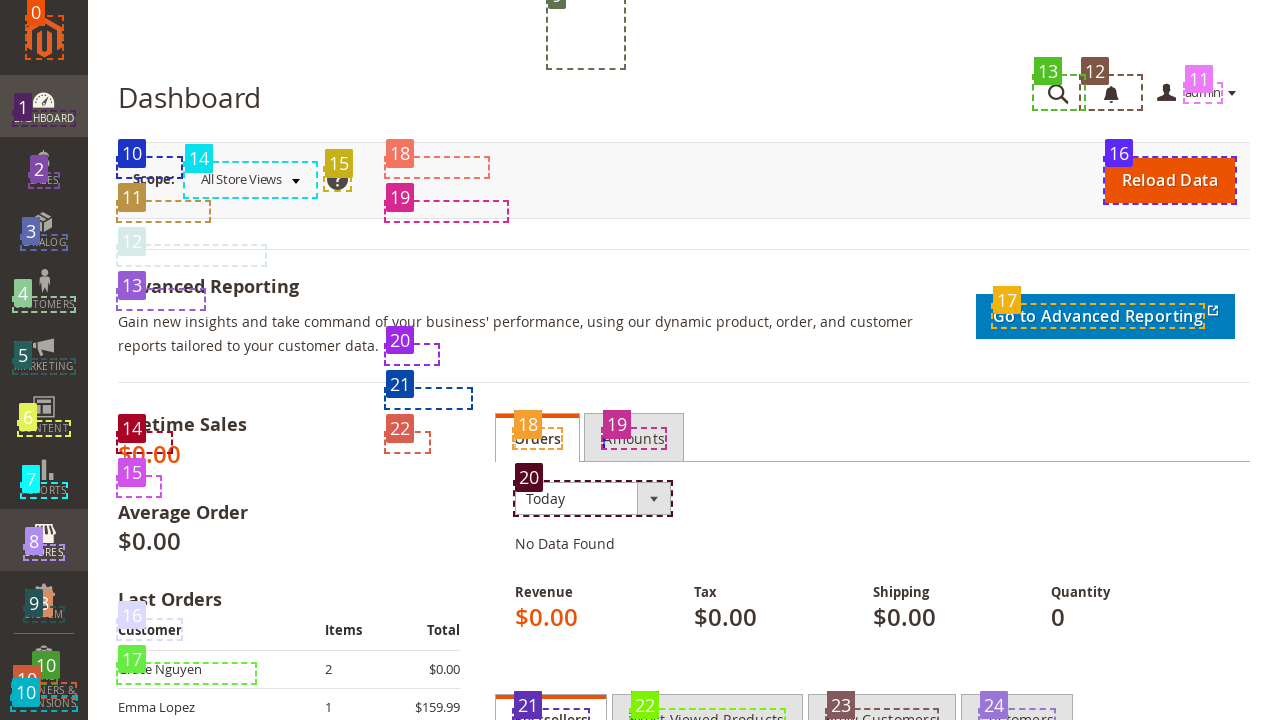 0
9
Dashboard
13
12
11
admin
1
DASHBOARD
10
14
15
18
16
Scope:
All Store Views
?
Reload Data
2
SALES
11
19
3
CATALOG
12
4
CUSTOMERS
13
Advanced Reporting
17
Go to Advanced Reporting
Gain new insights and take command of your business' performance, using our dynamic product, order, and customer
reports tailored to your customer data.
20
5
MARKETING
21
6
CONTENT
14
Lifetime Sales
22
18
19
$0.00
Orders
Amounts
7
REPORTS
15
20
Today
Average Order
$0.00
No Data Found
8
STORES
9
SYSTEM
Last Orders
16
Revenue
Tax
Shipping
Quantity
$0.00
$0.00
$0.00
0
Customer
Items
Total
17
Grace Nguyen
2
$0.00
10
10
PARTNERS &
EXTENSIONS
Emma Lopez
1
$159.99
21
22
23
24
Bestsellers
Most Viewed Products
New Customers
Customers